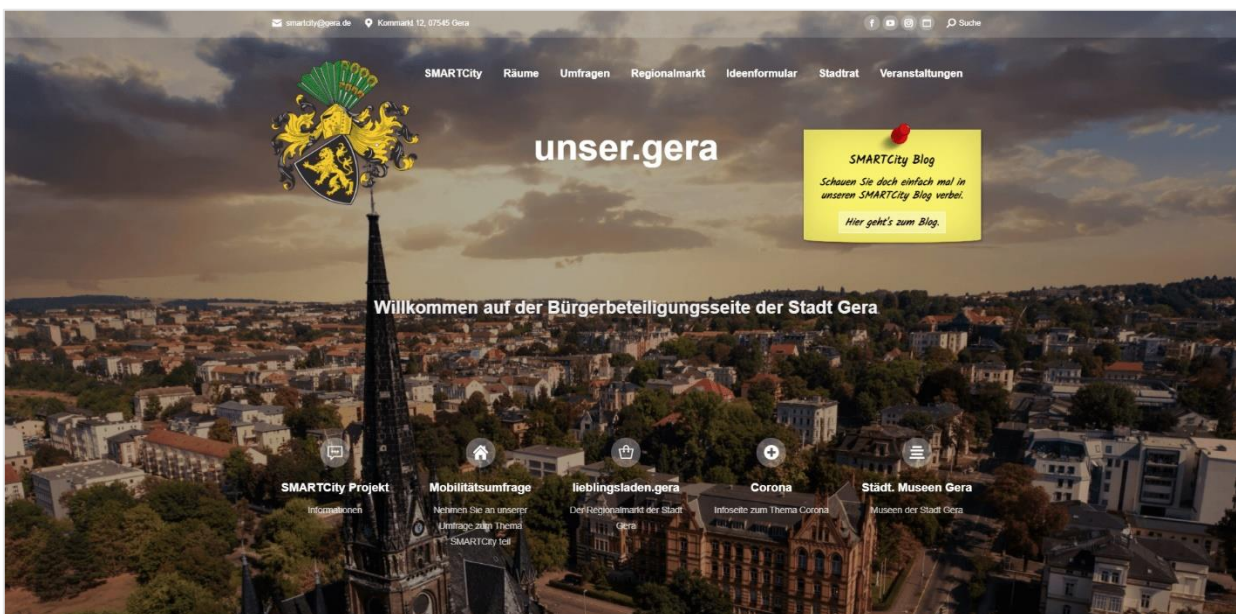 smartcity@gera.de Kornmarkt 12, 07545 Gera Suche
SMARTCity Räume Umfragen Regionalmarkt Ideenformular Stadtrat Veranstaltungen
unser.gera
SMARTCity Blog
Schauen Sie doch einfach mal in
unseren SMARTCity Blog verbei.
Hier geht's zum Blog.
Willkommen auf der Bürgerbeteiligungsseite der Stadt Gera
SMARTCity Projekt
Informationen
Mobilitätsumfrage
Nehmen Sie an unserer
Umfrage zum Thema
SMARTCity teil
lieblingsladen.gera
Der Regionalmarkt der Stadt
Gera
Corona
Infoseite zum Thema Corona
Städt. Museen Gera
Museen der Stadt Gera